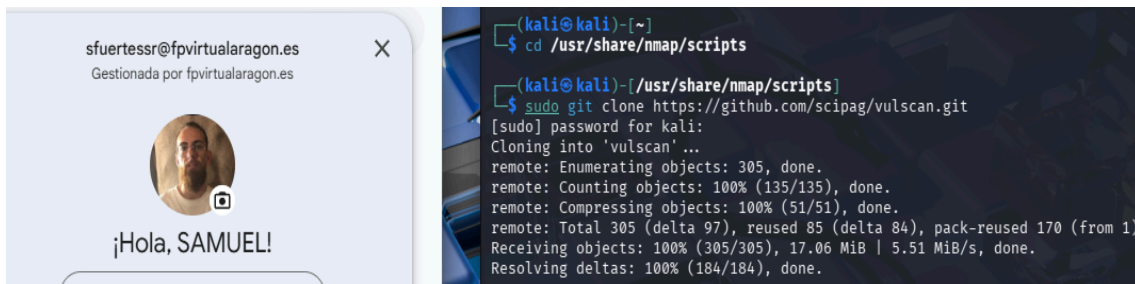 sfuertessr@fpvirtualaragon.es
Gestionada por fpvirtualaragon.es
¡Hola, SAMUEL!
┌──(kali㉿kali)-[~]
└─$ cd /usr/share/nmap/scripts
┌──(kali㉿kali)-[/usr/share/nmap/scripts]
└─$ sudo git clone https://github.com/scipag/vulscan.git
[sudo] password for kali:
Cloning into 'vulscan'...
remote: Enumerating objects: 305, done.
remote: Counting objects: 100% (135/135), done.
remote: Compressing objects: 100% (51/51), done.
remote: Total 305 (delta 97), reused 85 (delta 84), pack-reused 170 (from 1)
Receiving objects: 100% (305/305), 17.06 MiB | 5.51 MiB/s, done.
Resolving deltas: 100% (184/184), done.